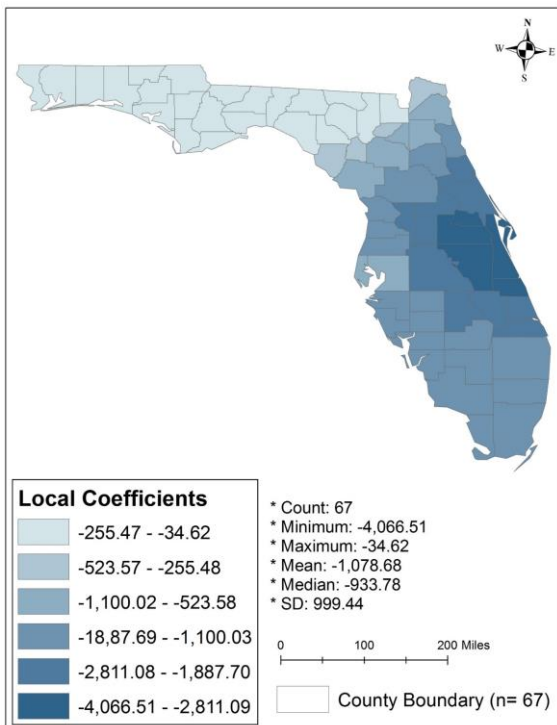 N
W E
S
Local Coefficients
-255.47 - -34.62
-523.57 - -255.48
-1,100.02 - -523.58
-18,87.69 - -1,100.03
-2,811.08 - -1,887.70
-4,066.51 - -2,811.09
* Count: 67
* Minimum: -4,066.51
* Maximum: -34.62
* Mean: -1,078.68
* Median: -933.78
* SD: 999.44
0 100 200 Miles
County Boundary (n= 67)